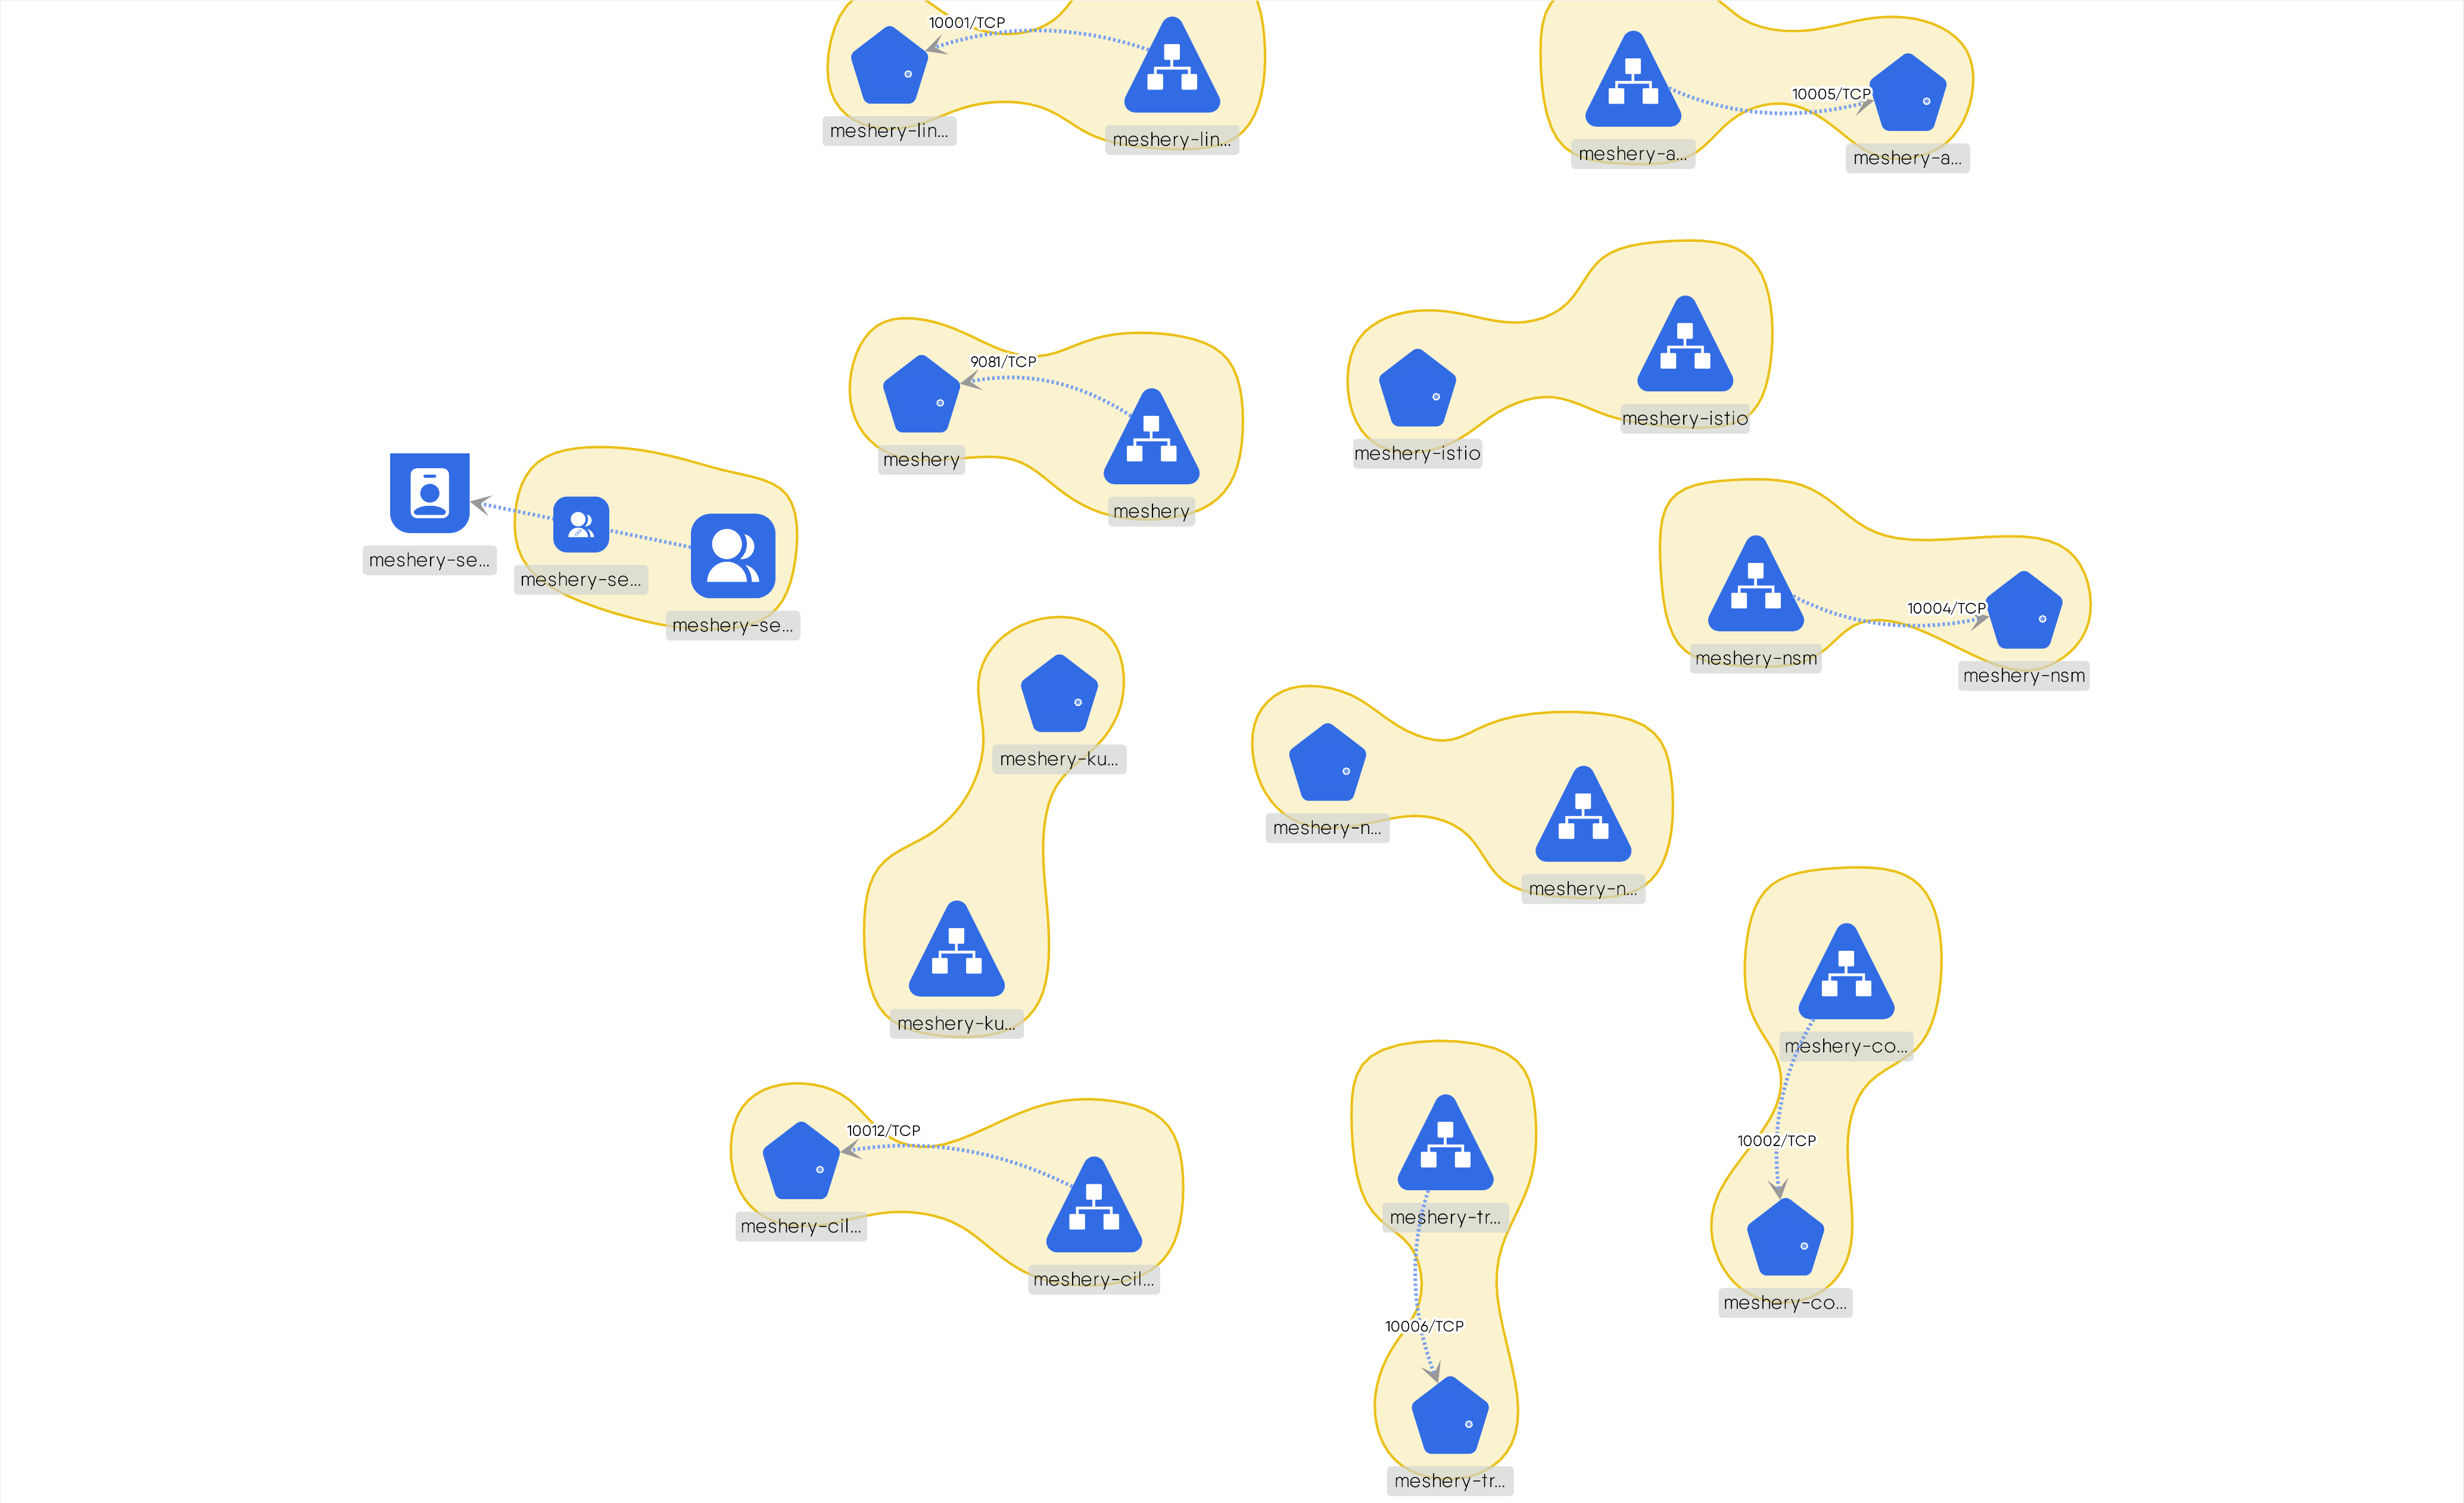 10001/TCP
meshery-lin...
meshery-lin...
10005/TCP
meshery-a...
meshery-a...
9081/TCP
meshery
meshery
meshery-istio
meshery-istio
meshery-se...
meshery-se...
meshery-se...
10004/TCP
meshery-nsm
meshery-nsm
meshery-ku...
meshery-ku...
meshery-n...
meshery-n...
meshery-co...
10002/TCP
meshery-co...
10012/TCP
meshery-cil...
meshery-cil...
meshery-tr...
10006/TCP
meshery-tr...